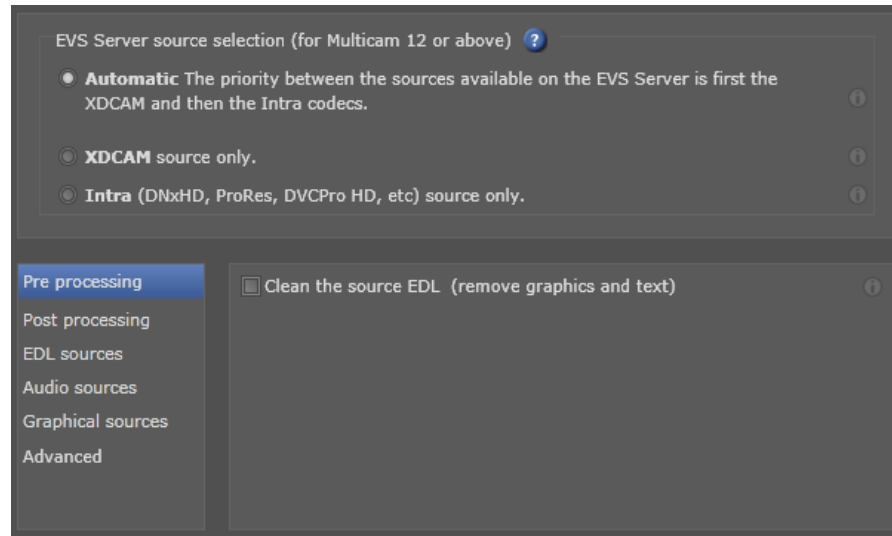 EVS Server source selection (for Multicam 12 or above) ?
Automatic The priority between the sources available on the EVS Server is first the
XDCAM and then the Intra codecs.
XDCAM source only.
Intra (DNxHD, ProRes, DVCPro HD, etc) source only.
Pre processing
Post processing
EDL sources
Audio sources
Graphical sources
Advanced
Clean the source EDL (remove graphics and text)